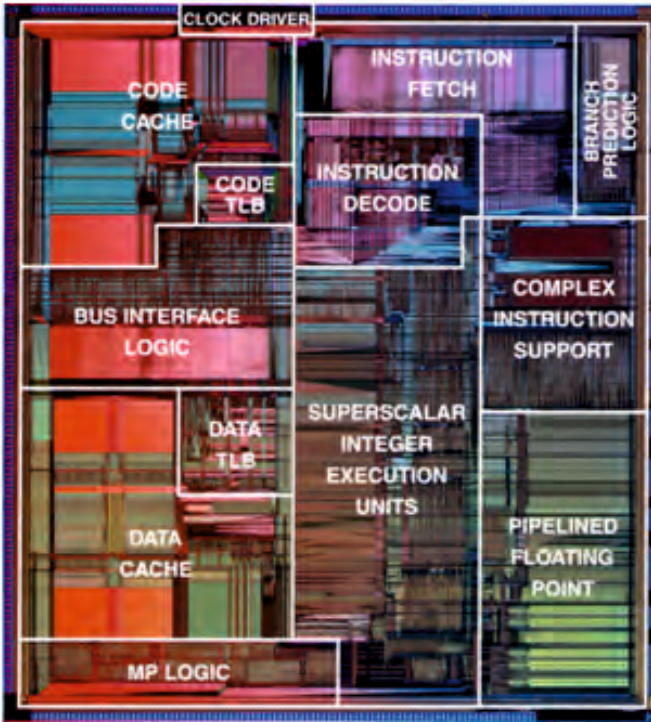 CLOCK DRIVER
CODE
CACHE
INSTRUCTION
FETCH
BRANCH
PREDICTION
LOGIC
CODE
TLB
INSTRUCTION
DECODE
BUS INTERFACE
LOGIC
COMPLEX
INSTRUCTION
SUPPORT
DATA
TLB
SUPERSCALAR
INTEGER
EXECUTION
UNITS
DATA
CACHE
PIPELINED
FLOATING
POINT
MP LOGIC